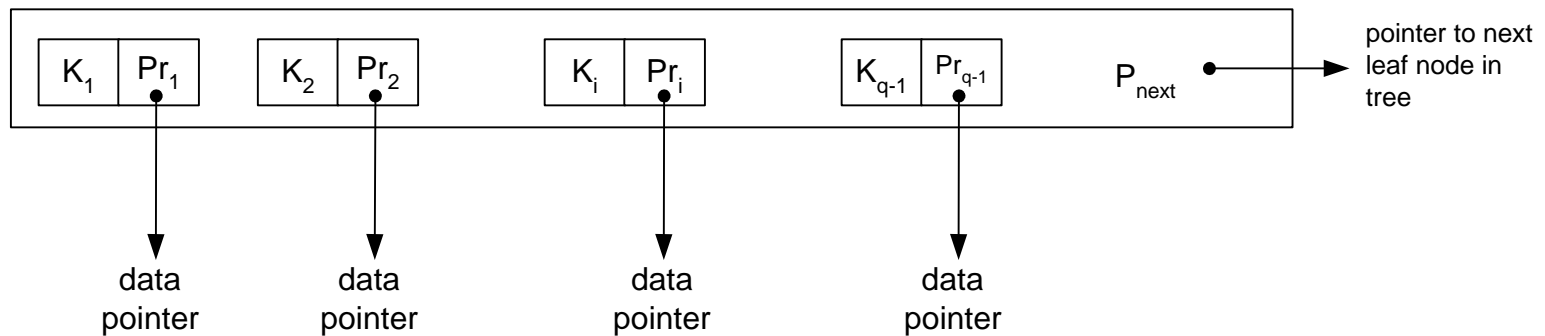 K1 Pr1 K2 Pr2 Ki Pri Kq-1 Prq-1 Pnext
pointer to next
leaf node in
tree
data
pointer
data
pointer
data
pointer
data
pointer